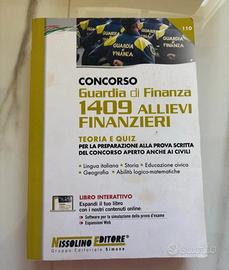 110
CONCORSO
Guardia di Finanza
1409 ALLIEVI
FINANZIERI
TEORIA E QUIZ
PER LA PREPARAZIONE ALLA PROVA SCRITTA
DEL CONCORSO APERTO ANCHE AI CIVILI
• Lingua italiana • Storia • Educazione civica
• Geografia • Abilità logico-matematiche
LIBRO INTERATTIVO
Espandi il tuo libro
con i nostri contenuti online:
Software per la simulazione della prova d'esame
Espansioni Web
NISSOLINO EDITORE
Gruppo Editoriale Simone
subito